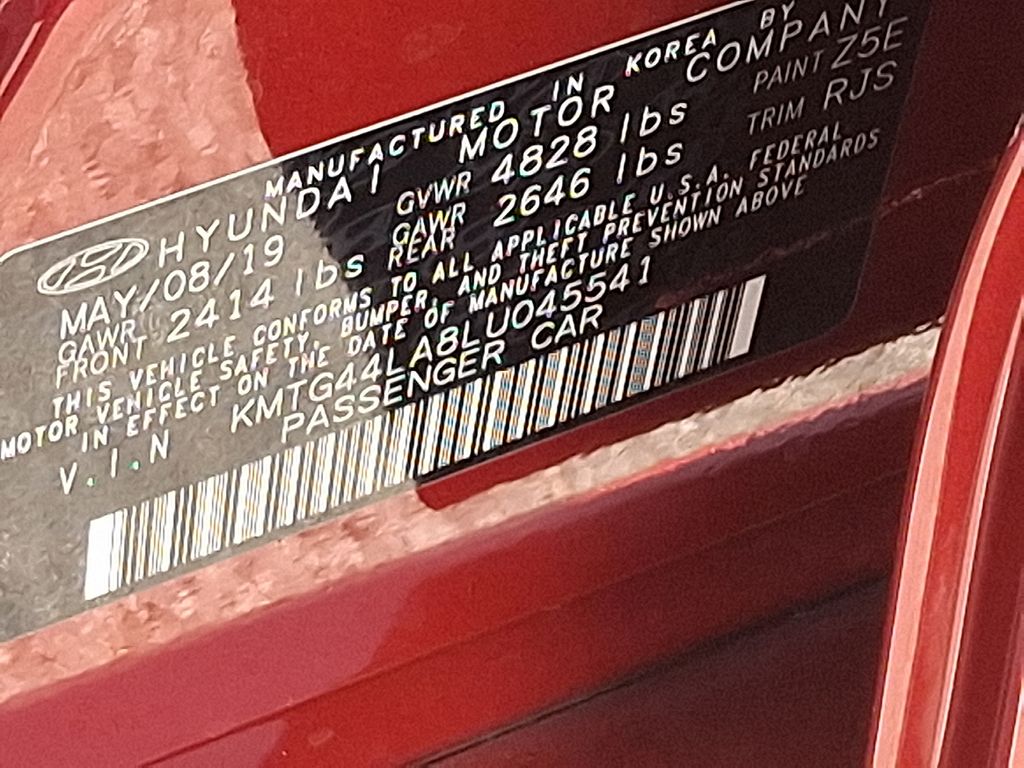 MANUFACTURED IN KOREA BY
HYUNDAI MOTOR COMPANY
MAY/08/19 GVWR 4828 lbs PAINT Z5E
GAWR FRONT 2414 lbs GAWR REAR 2646 lbs TRIM RJS
THIS VEHICLE CONFORMS TO ALL APPLICABLE U.S.A. FEDERAL
MOTOR VEHICLE SAFETY, BUMPER, AND THEFT PREVENTION STANDARDS
IN EFFECT ON THE DATE OF MANUFACTURE SHOWN ABOVE
V.I.N KMTG44LA8LU045541
PASSENGER CAR